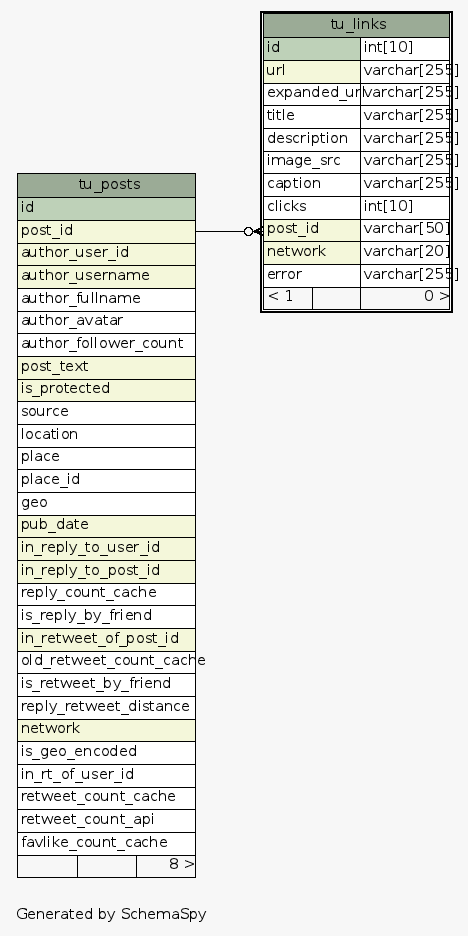 tu_links
id int[10]
url varchar[255]
expanded_url varchar[255]
title varchar[255]
description varchar[255]
image_src varchar[255]
caption varchar[255]
clicks int[10]
post_id varchar[50]
network varchar[20]
error varchar[255]
< 1 0 >
tu_posts
id
post_id
author_user_id
author_username
author_fullname
author_avatar
author_follower_count
post_text
is_protected
source
location
place
place_id
geo
pub_date
in_reply_to_user_id
in_reply_to_post_id
reply_count_cache
is_reply_by_friend
in_retweet_of_post_id
old_retweet_count_cache
is_retweet_by_friend
reply_retweet_distance
network
is_geo_encoded
in_rt_of_user_id
retweet_count_cache
retweet_count_api
favlike_count_cache
8 >
Generated by SchemaSpy